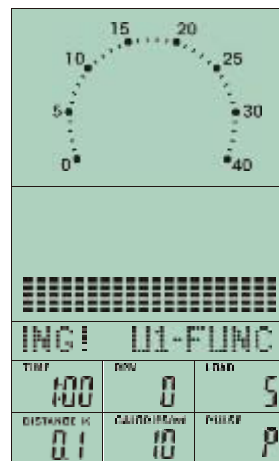 15 20
10 25
5 30
0 40
ING! U1-FUNC
TIME RPM LOAD
1:00 0 5
DISTANCE K CALORIES/ PULSE
0.1 10 P